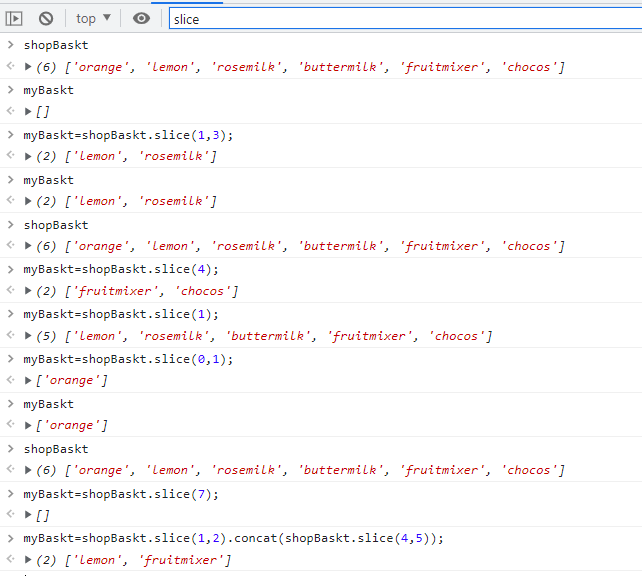 top ▼ slice
> shopBaskt
(6) ['orange', 'lemon', 'rosemilk', 'buttermilk', 'fruitmixer', 'chocos']
> myBaskt
[]
> myBaskt=shopBaskt.slice(1,3);
(2) ['lemon', 'rosemilk']
> myBaskt
(2) ['lemon', 'rosemilk']
> shopBaskt
(6) ['orange', 'lemon', 'rosemilk', 'buttermilk', 'fruitmixer', 'chocos']
> myBaskt=shopBaskt.slice(4);
(2) ['fruitmixer', 'chocos']
> myBaskt=shopBaskt.slice(1);
(5) ['lemon', 'rosemilk', 'buttermilk', 'fruitmixer', 'chocos']
> myBaskt=shopBaskt.slice(0,1);
['orange']
> myBaskt
['orange']
> shopBaskt
(6) ['orange', 'lemon', 'rosemilk', 'buttermilk', 'fruitmixer', 'chocos']
> myBaskt=shopBaskt.slice(7);
[]
> myBaskt=shopBaskt.slice(1,2).concat(shopBaskt.slice(4,5));
(2) ['lemon', 'fruitmixer']